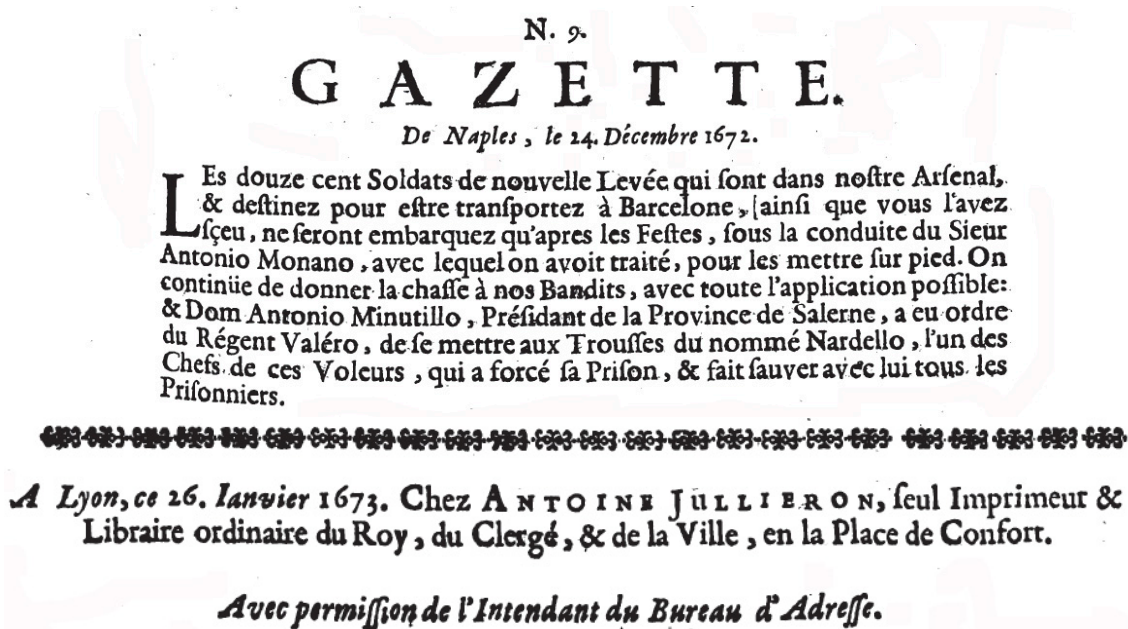 N. 9.
GAZETTE.
De Naples, le 24. Décembre 1672.
LEs douze cent Soldats de nouvelle Levée qui ſont dans noſtre Arſenal,
& deſtinez pour eſtre tranſportez à Barcelone, ainſi que vous l'avez
ſçeu, ne ſeront embarquez qu'apres les Feſtes, ſous la conduite du Sieur
Antonio Monano, avec lequel on avoit traité, pour les mettre ſur pied. On
continüe de donner la chaſſe à nos Bandits, avec toute l'application poſſible:
& Dom Antonio Minutillo, Préſidant de la Province de Salerne, a eu ordre
du Régent Valéro, de ſe mettre aux Trouſſes du nommé Nardello, l'un des
Chefs de ces Voleurs, qui a forcé ſa Priſon, & fait ſauver avec lui tous les
Priſonniers.
A Lyon, ce 26. Ianvier 1673. Chez ANTOINE JULLIERON, ſeul Imprimeur &
Libraire ordinaire du Roy, du Clergé, & de la Ville, en la Place de Confort.
Avec permiſſion de l'Intendant du Bureau d'Adreſſe.